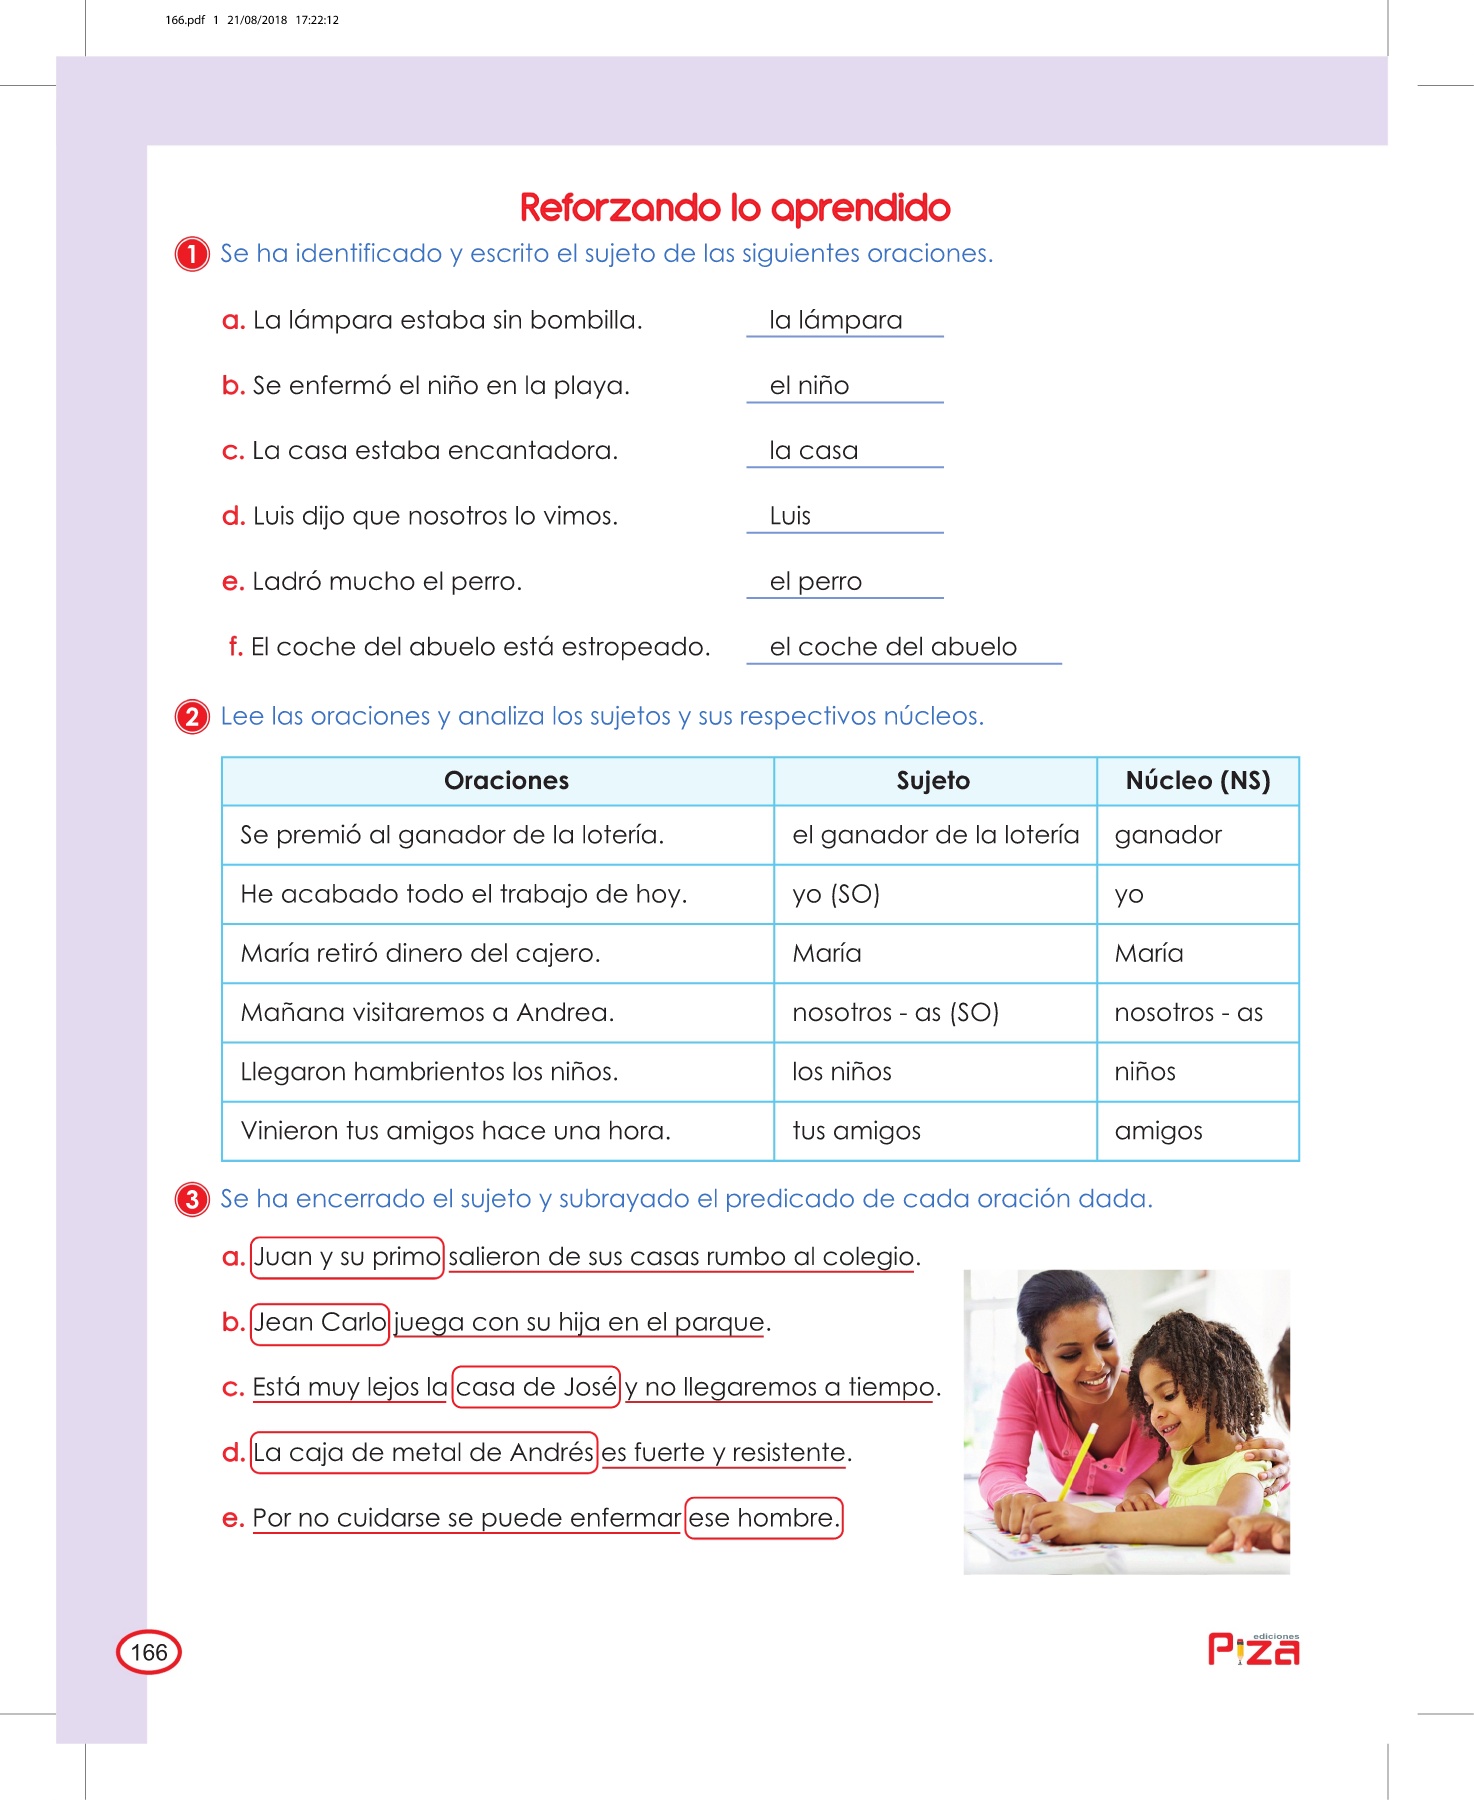 166.pdf 1 21/08/2018 17:22:12
Reforzando lo aprendido
1 Se ha identificado y escrito el sujeto de las siguientes oraciones.
a. La lámpara estaba sin bombilla. la lámpara
b. Se enfermó el niño en la playa. el niño
c. La casa estaba encantadora. la casa
d. Luis dijo que nosotros lo vimos. Luis
e. Ladró mucho el perro. el perro
f. El coche del abuelo está estropeado. el coche del abuelo
2 Lee las oraciones y analiza los sujetos y sus respectivos núcleos.
Oraciones Sujeto Núcleo (NS)
Se premió al ganador de la lotería. el ganador de la lotería ganador
He acabado todo el trabajo de hoy. yo (SO) yo
María retiró dinero del cajero. María María
Mañana visitaremos a Andrea. nosotros - as (SO) nosotros - as
Llegaron hambrientos los niños. los niños niños
Vinieron tus amigos hace una hora. tus amigos amigos
3 Se ha encerrado el sujeto y subrayado el predicado de cada oración dada.
a. Juan y su primo salieron de sus casas rumbo al colegio.
b. Jean Carlo juega con su hija en el parque.
c. Está muy lejos la casa de José y no llegaremos a tiempo.
d. La caja de metal de Andrés es fuerte y resistente.
e. Por no cuidarse se puede enfermar ese hombre.
166
ediciones
Piza